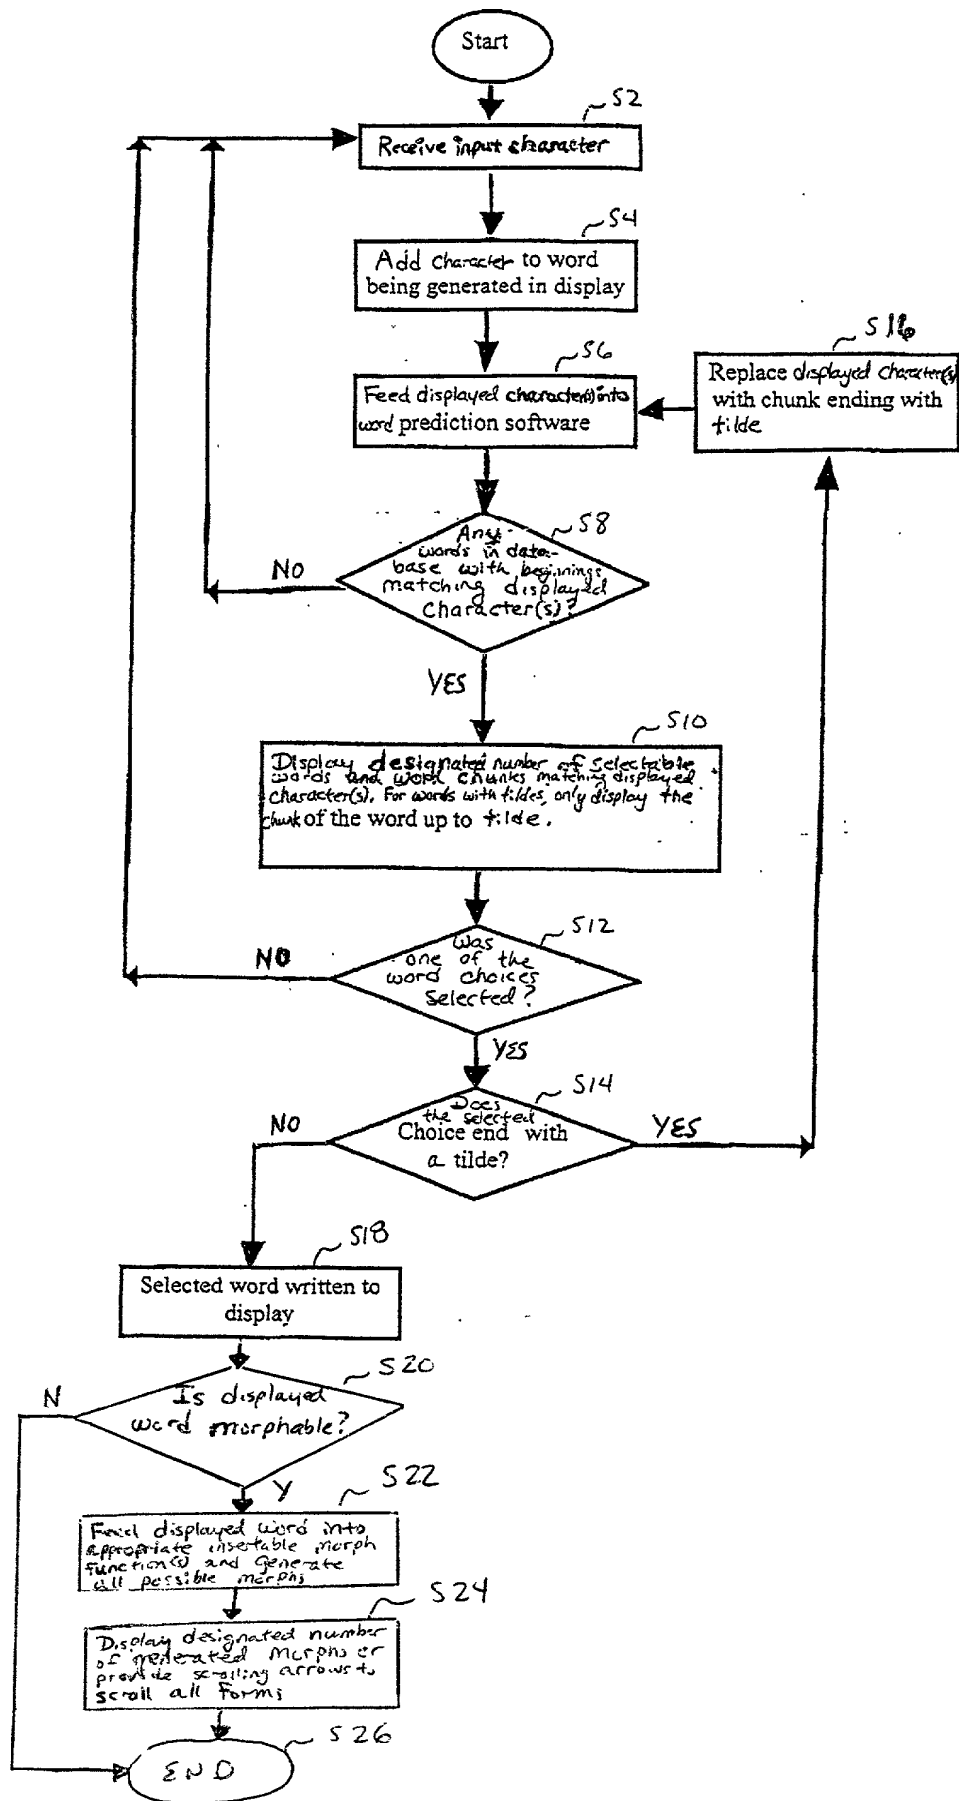 Start
S2
Receive input character
S4
Add character to word
being generated in display
S6
Feed displayed character(s) into
word prediction software
S16
Replace displayed character(s)
with chunk ending with
tilde
S8
Any
words in data-
base with beginnings
matching displayed
Character(s)?
NO
YES
S10
Display designated number of selectable
words and word chunks matching displayed
character(s). For words with tildes, only display the
chunk of the word up to tilde.
S12
Was
one of the
word choices
selected?
NO
YES
S14
Does
the selected
Choice end with
a tilde?
NO
YES
S18
Selected word written to
display
S20
Is displayed
word morphable?
N
Y
S22
Feed displayed word into
appropriate insertable morph
function(s) and generate
all possible morphs
S24
Display designated number
of generated morphs or
provide scrolling arrows to
scroll all forms
S26
END